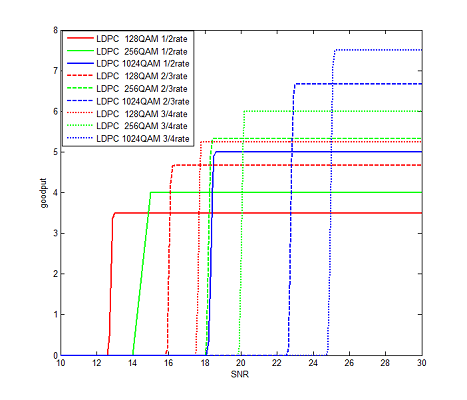 8
7
6
5
4
3
2
1
0
goodput
LDPC 128QAM 1/2rate
LDPC 256QAM 1/2rate
LDPC 1024QAM 1/2rate
LDPC 128QAM 2/3rate
LDPC 256QAM 2/3rate
LDPC 1024QAM 2/3rate
LDPC 128QAM 3/4rate
LDPC 256QAM 3/4rate
LDPC 1024QAM 3/4rate
10 12 14 16 18 20 22 24 26 28 30
SNR